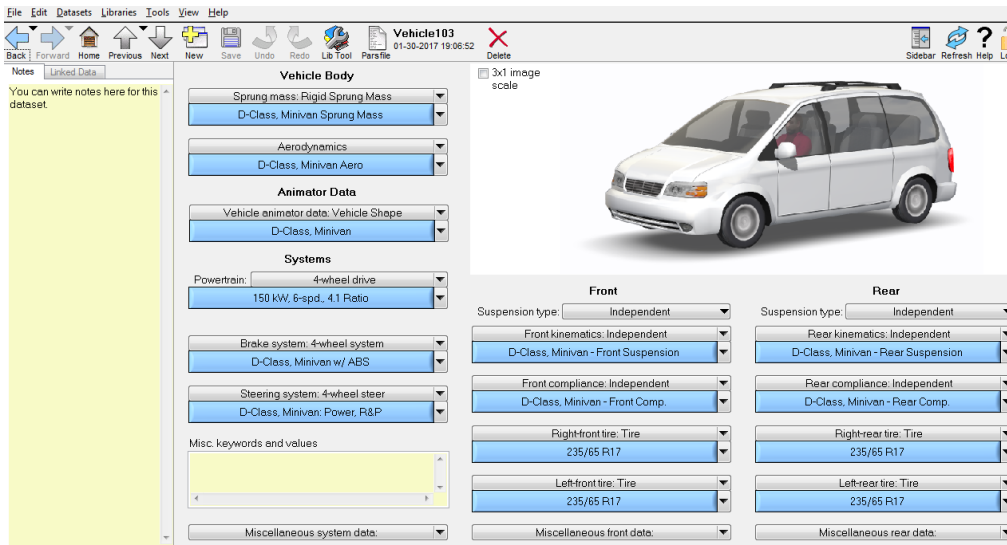 File Edit Datasets Libraries Tools View Help
Back Forward Home Previous Next New Save Undo Redo Lib Tool Parsfile Vehicle103 Delete Sidebar Refresh Help
01-30-2017 19:06:52
Notes Linked Data
You can write notes here for this
dataset.
Vehicle Body
Sprung mass: Rigid Sprung Mass
D-Class, Minivan Sprung Mass
Aerodynamics
D-Class, Minivan Aero
Animator Data
Vehicle animator data: Vehicle Shape
D-Class, Minivan
Systems
Powertrain: 4-wheel drive
150 kW, 6-spd., 4.1 Ratio
Brake system: 4-wheel system
D-Class, Minivan w/ ABS
Steering system: 4-wheel steer
D-Class, Minivan: Power, R&P
Misc. keywords and values
Miscellaneous system data:
3x1 image
scale
Front
Suspension type: Independent
Front kinematics: Independent
D-Class, Minivan - Front Suspension
Front compliance: Independent
D-Class, Minivan - Front Comp.
Right-front tire: Tire
235/65 R17
Left-front tire: Tire
235/65 R17
Miscellaneous front data:
Rear
Suspension type: Independent
Rear kinematics: Independent
D-Class, Minivan - Rear Suspension
Rear compliance: Independent
D-Class, Minivan - Rear Comp.
Right-rear tire: Tire
235/65 R17
Left-rear tire: Tire
235/65 R17
Miscellaneous rear data: